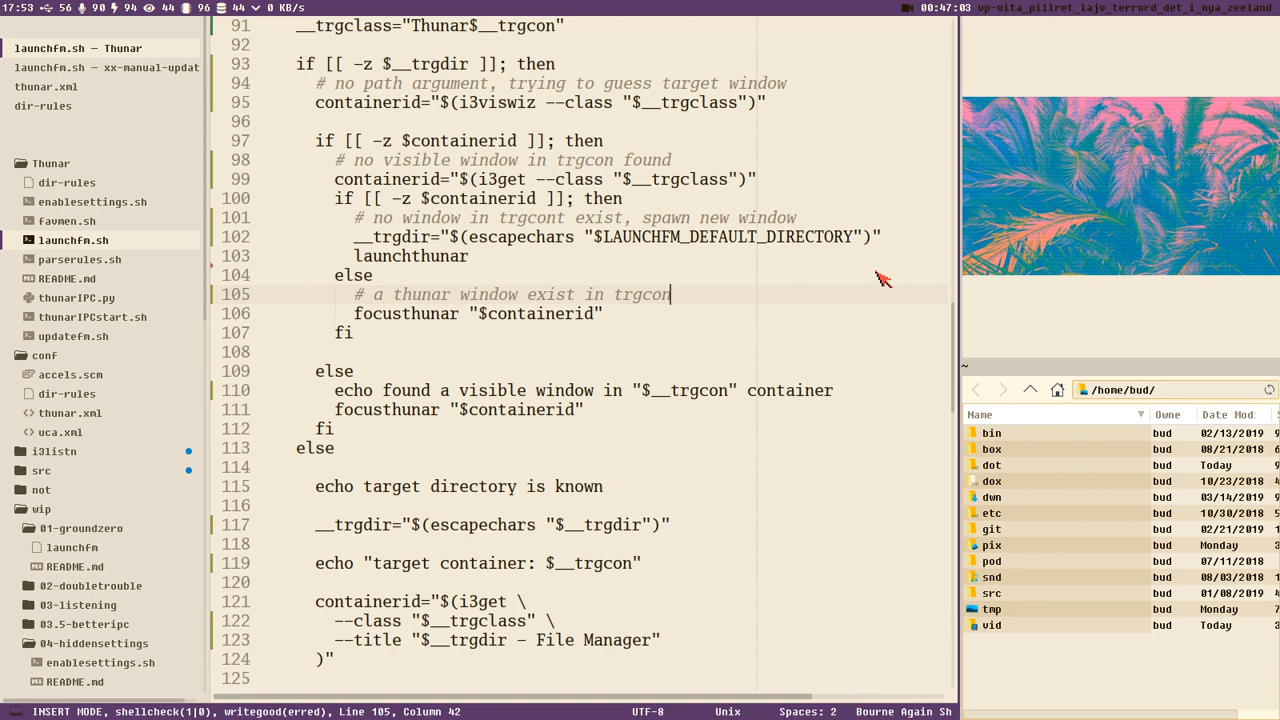 17:53 56 90 94 44 96 44 0 KB/s
00:47:03 vp-vita_pillret_lajv_terrord_det_i_nya_zeeland
launchfm.sh — Thunar
launchfm.sh — xx-manual-updat
thunar.xml
dir-rules
Thunar
dir-rules
enablesettings.sh
favmen.sh
launchfm.sh
parserules.sh
README.md
thunarIPC.py
thunarIPCstart.sh
updatefm.sh
conf
accels.scm
dir-rules
thunar.xml
uca.xml
i3listn
src
not
wip
01-groundzero
launchfm
README.md
02-doubletrouble
03-listening
03.5-betteripc
04-hiddensettings
enablesettings.sh
README.md
91 __trgclass="Thunar$__trgcon"
92
93 if [[ -z $__trgdir ]]; then
94 # no path argument, trying to guess target window
95 containerid="$(i3viswiz --class "$__trgclass")"
96
97 if [[ -z $containerid ]]; then
98 # no visible window in trgcon found
99 containerid="$(i3get --class "$__trgclass")"
100 if [[ -z $containerid ]]; then
101 # no window in trgcont exist, spawn new window
102 __trgdir="$(escapechars "$LAUNCHFM_DEFAULT_DIRECTORY")"
103 launchthunar
104 else
105 # a thunar window exist in trgcon
106 focusthunar "$containerid"
107 fi
108
109 else
110 echo found a visible window in "$__trgcon" container
111 focusthunar "$containerid"
112 fi
113 else
114
115 echo target directory is known
116
117 __trgdir="$(escapechars "$__trgdir")"
118
119 echo "target container: $__trgcon"
120
121 containerid="$(i3get \
122 --class "$__trgclass" \
123 --title "$__trgdir - File Manager"
124 )"
125
~
/home/bud/
Name Owne Date Mod: S
bin bud 02/13/2019 9
box bud 08/21/2018 6
dot bud Today 9
dox bud 10/23/2018 4
dwn bud 03/14/2019 9
etc bud 10/30/2018 6
git bud 02/21/2019 9
pix bud Monday 3
pod bud 07/11/2018
snd bud 08/03/2018 1
src bud 01/08/2019 4
tmp bud Monday 7
vid bud Today 3
INSERT MODE, shellcheck(1|0), writegood(erred), Line 105, Column 42 UTF-8 Unix Spaces: 2 Bourne Again Sh